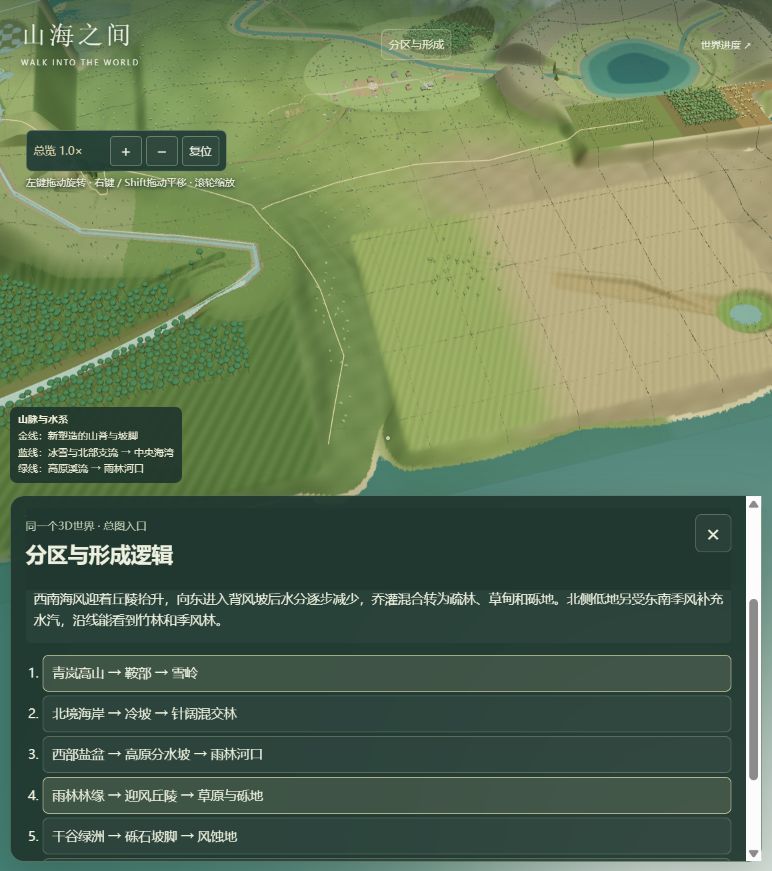 山海之间
WALK INTO THE WORLD
分区与形成
世界进度 ↗
总览 1.0×
+
−
复位
左键拖动旋转 · 右键 / Shift拖动平移 · 滚轮缩放
山脉与水系
金线：新塑造的山脊与坡脚
蓝线：冰雪与北部支流 → 中央海湾
绿线：高原溪流 → 雨林河口
同一个3D世界 · 总图入口
分区与形成逻辑
×
西南海风迎着丘陵抬升，向东进入背风坡后水分逐步减少，乔灌混合转为疏林、草甸和砾地。北侧低地另受东南季风补充
水汽，沿线能看到竹林和季风林。
1. 青岚高山 → 鞍部 → 雪岭
2. 北境海岸 → 冷坡 → 针阔混交林
3. 西部盐盆 → 高原分水坡 → 雨林河口
4. 雨林林缘 → 迎风丘陵 → 草原与砾地
5. 干谷绿洲 → 砾石坡脚 → 风蚀地